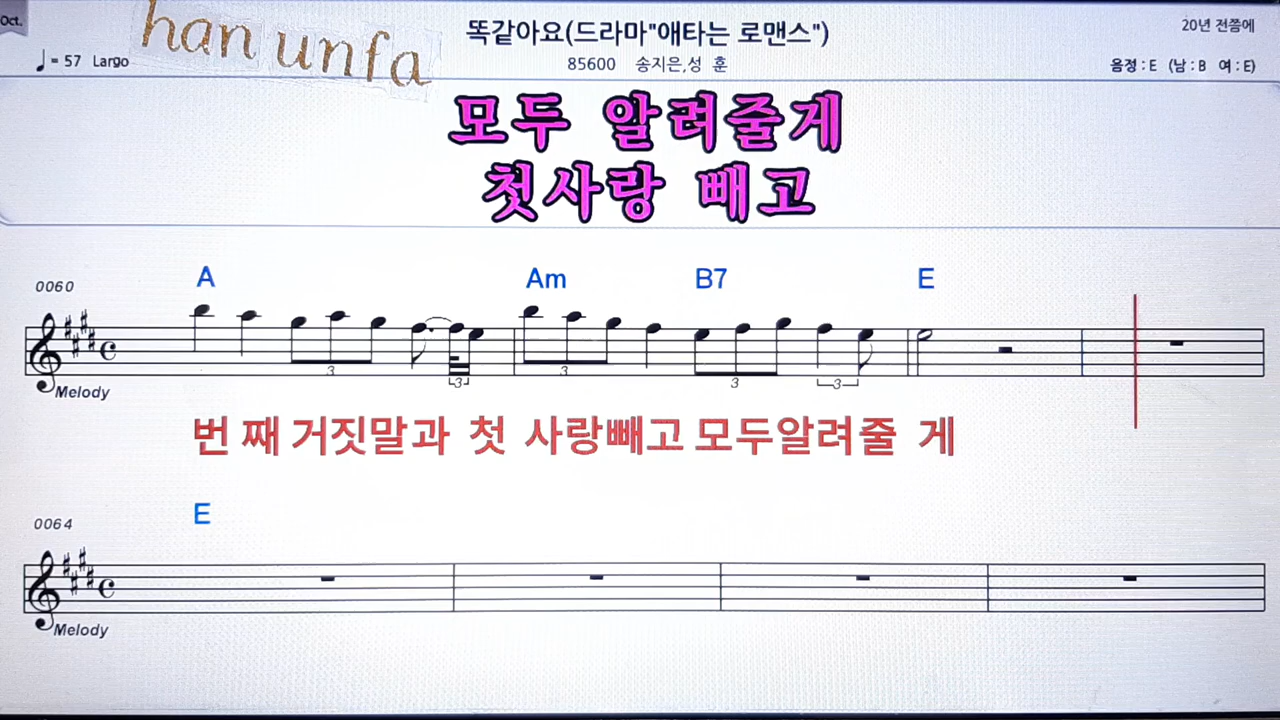 Oct.
han unfa
똑같아요(드라마"애타는 로맨스")
20년 전쯤에
♩= 57 Largo
85600 송지은,성 훈
음정 : E (남 : B 여 : E)
모두 알려줄게
첫사랑 빼고
A Am B7 E
0060
3 3 3 3 3
Melody
번 째 거짓말과 첫 사랑빼고 모두알려줄 게
E
0064
Melody